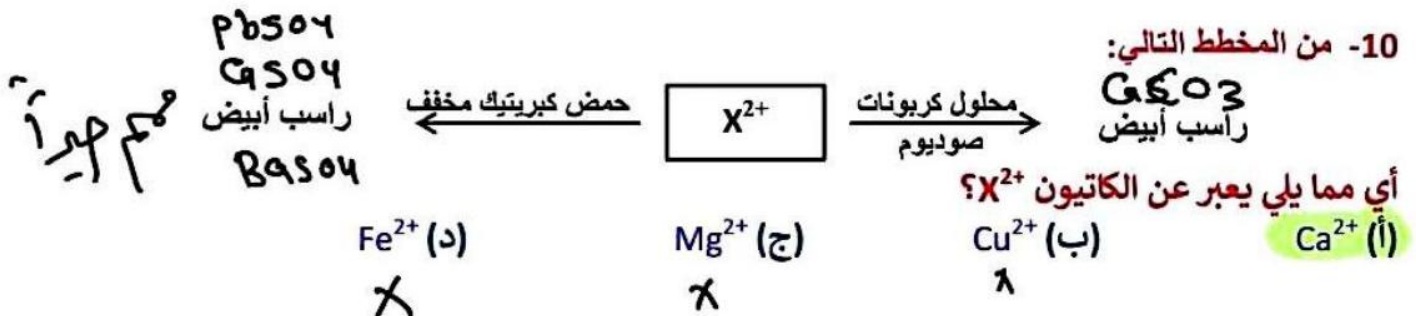 10- من المخطط التالي:
PbSO4
CaSO4
راسب أبيض
BaSO4
مهم جداً
حمض كبريتيك مخفف
X²⁺
محلول كربونات
صوديوم
CaCO3
راسب أبيض
أي مما يلي يعبر عن الكاتيون X²⁺؟
(أ) Ca²⁺ (ب) Cu²⁺ (ج) Mg²⁺ (د) Fe²⁺
x x x